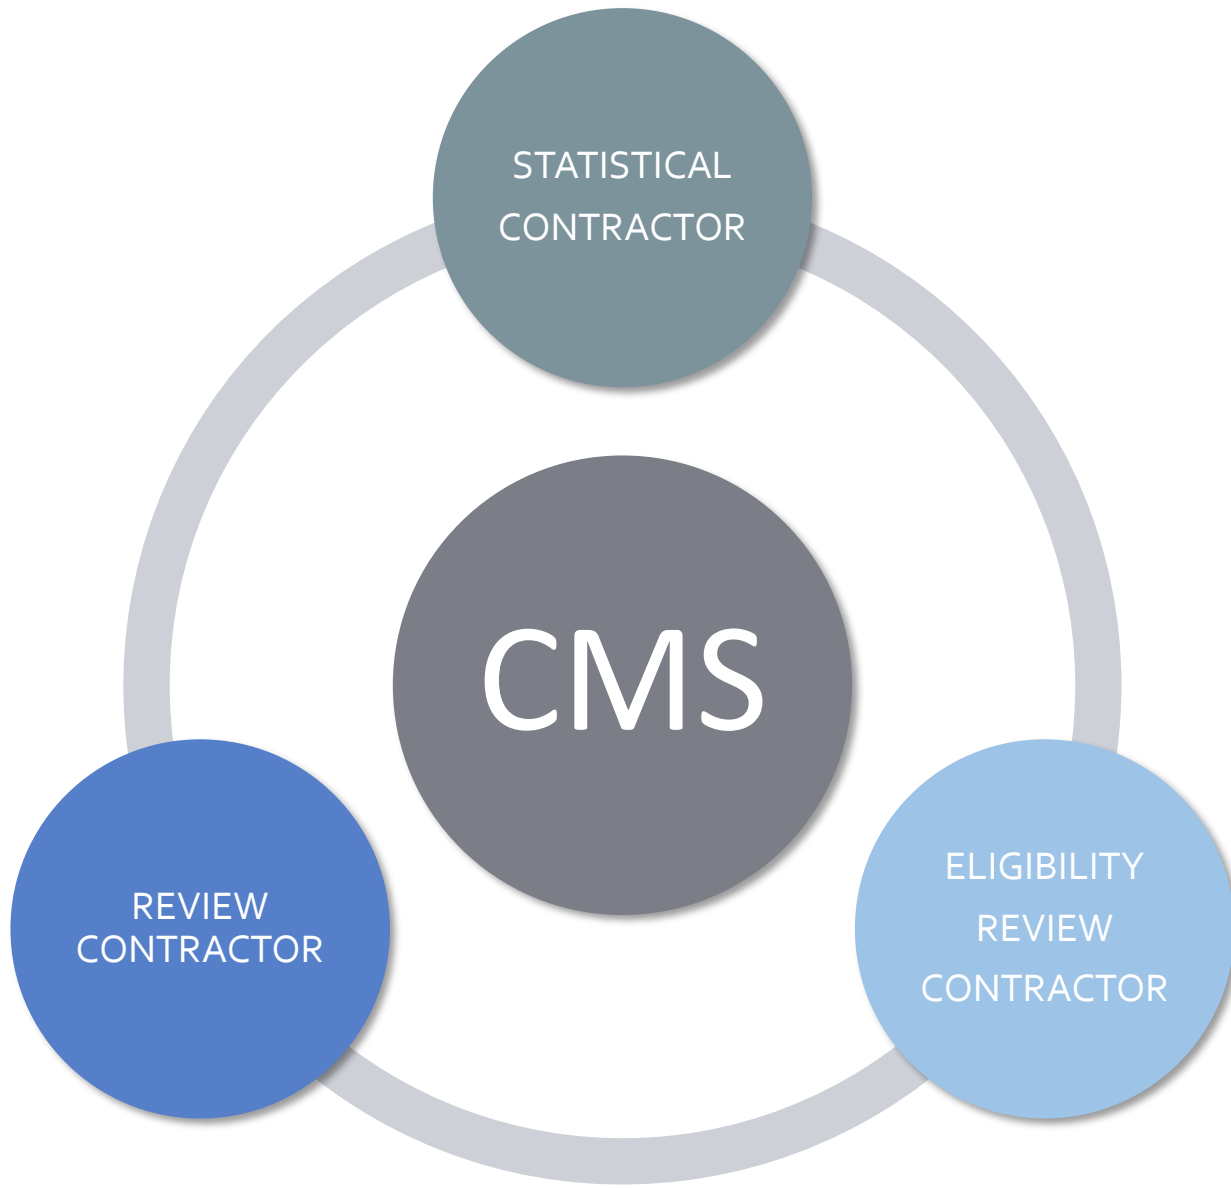 STATISTICAL
CONTRACTOR
CMS
REVIEW
CONTRACTOR
ELIGIBILITY
REVIEW
CONTRACTOR